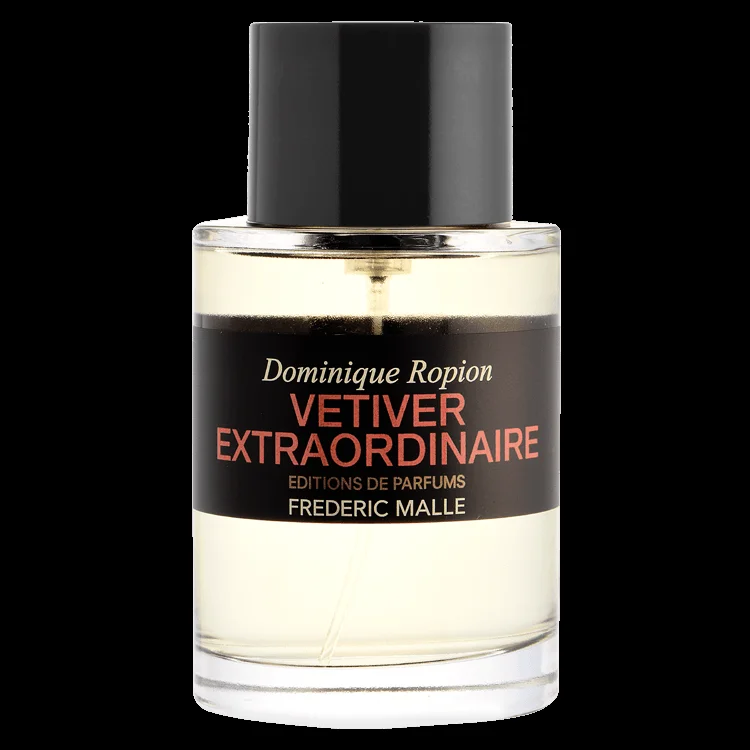 Dominique Ropion
VETIVER
EXTRAORDINAIRE
EDITIONS DE PARFUMS
FREDERIC MALLE